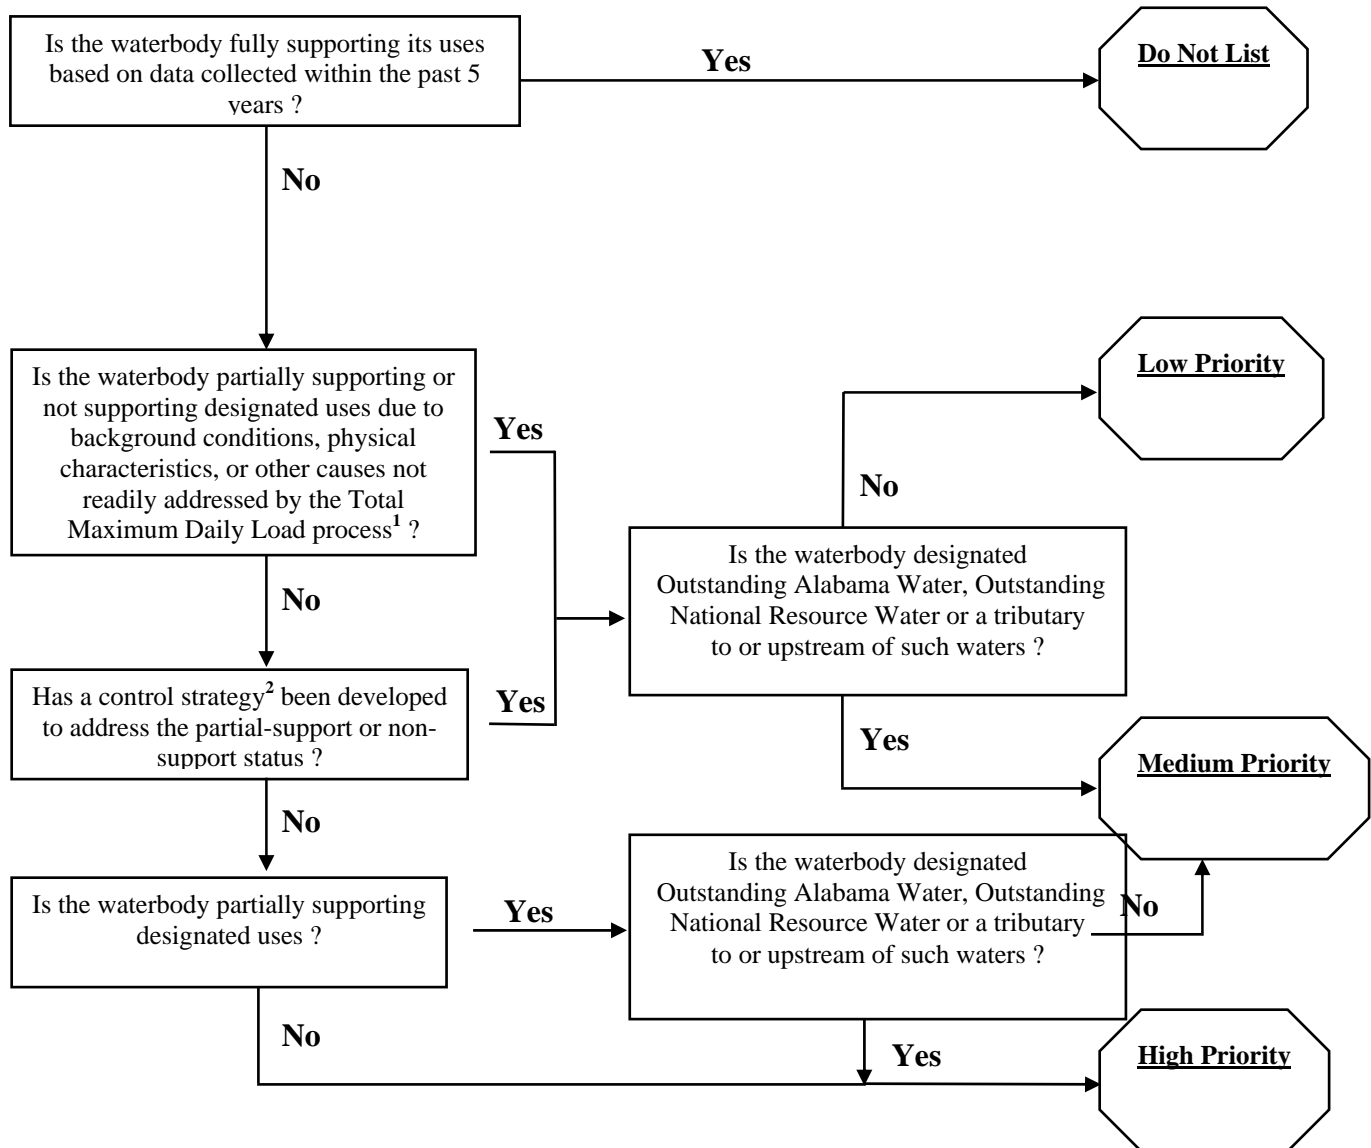 Is the waterbody fully supporting its uses
based on data collected within the past 5
years ?
Yes
Do Not List
No
Is the waterbody partially supporting or
not supporting designated uses due to
background conditions, physical
characteristics, or other causes not
readily addressed by the Total
Maximum Daily Load process1 ?
Yes
Low Priority
No
No
Is the waterbody designated
Outstanding Alabama Water, Outstanding
National Resource Water or a tributary
to or upstream of such waters ?
Has a control strategy2 been developed
to address the partial-support or non-
support status ?
Yes
Yes
Medium Priority
No
Is the waterbody partially supporting
designated uses ?
Yes
Is the waterbody designated
Outstanding Alabama Water, Outstanding
National Resource Water or a tributary
to or upstream of such waters ?
No
No
Yes
High Priority